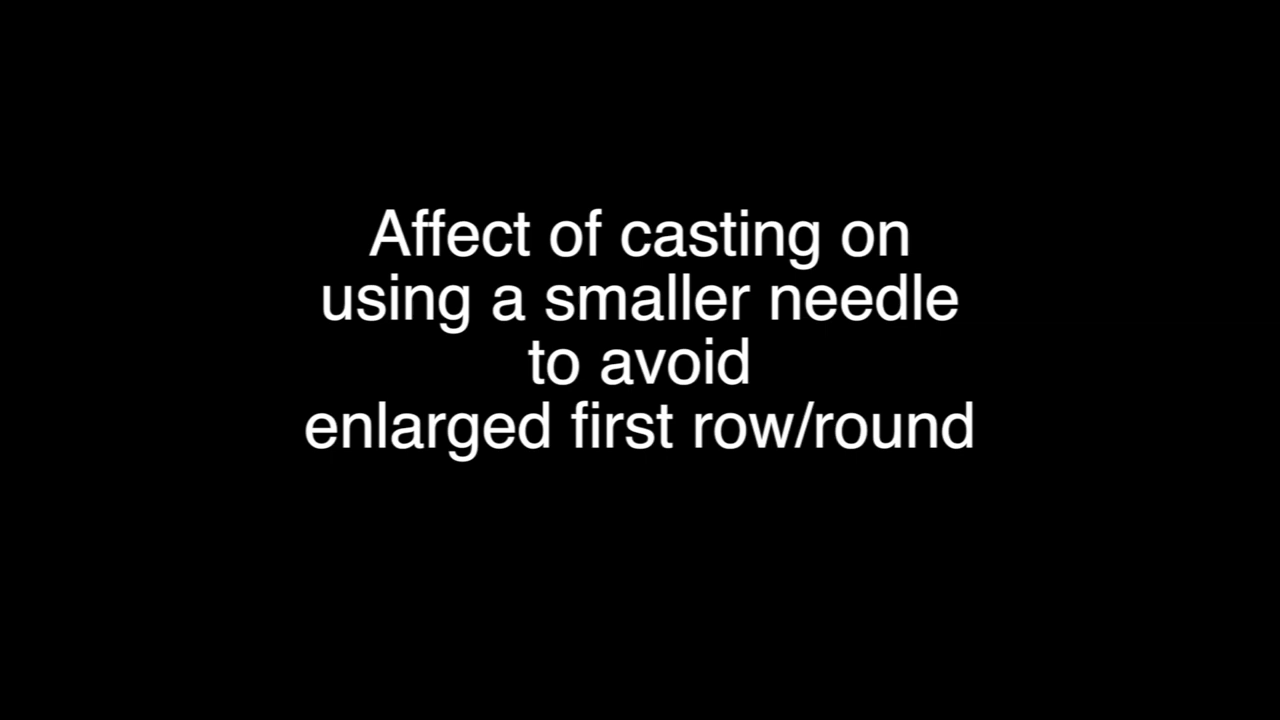 Affect of casting on
using a smaller needle
to avoid
enlarged first row/round